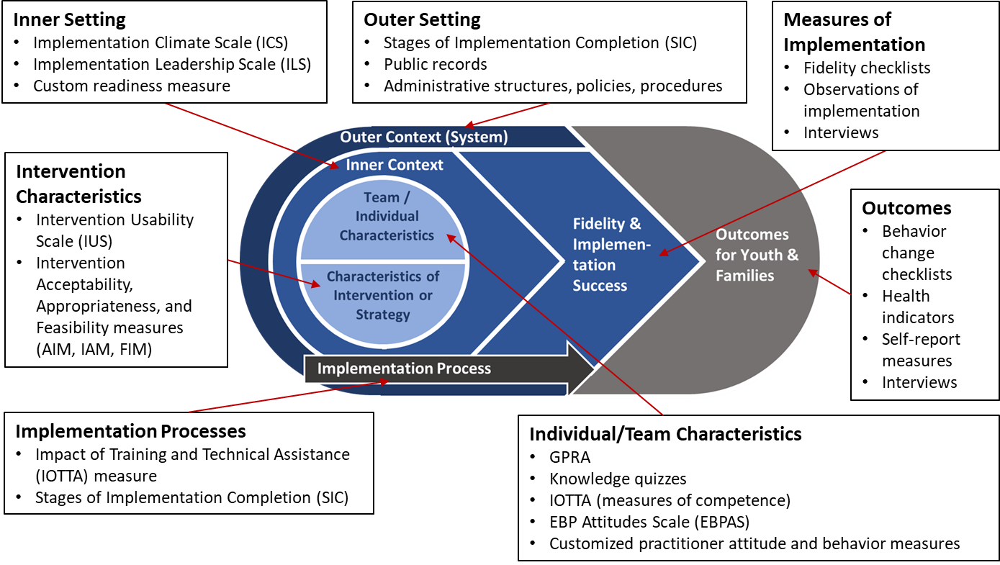 Inner Setting
• Implementation Climate Scale (ICS)
• Implementation Leadership Scale (ILS)
• Custom readiness measure
Outer Setting
• Stages of Implementation Completion (SIC)
• Public records
• Administrative structures, policies, procedures
Measures of
Implementation
• Fidelity checklists
• Observations of
implementation
• Interviews
Intervention
Characteristics
• Intervention Usability
Scale (IUS)
• Intervention
Acceptability,
Appropriateness, and
Feasibility measures
(AIM, IAM, FIM)
Outer Context (System)
Inner Context
Team /
Individual
Characteristics
Characteristics of
Intervention or
Strategy
Fidelity &
Implemen-
tation
Success
Outcomes
for Youth &
Families
Implementation Process
Outcomes
• Behavior
change
checklists
• Health
indicators
• Self-report
measures
• Interviews
Implementation Processes
• Impact of Training and Technical Assistance
(IOTTA) measure
• Stages of Implementation Completion (SIC)
Individual/Team Characteristics
• GPRA
• Knowledge quizzes
• IOTTA (measures of competence)
• EBP Attitudes Scale (EBPAS)
• Customized practitioner attitude and behavior measures